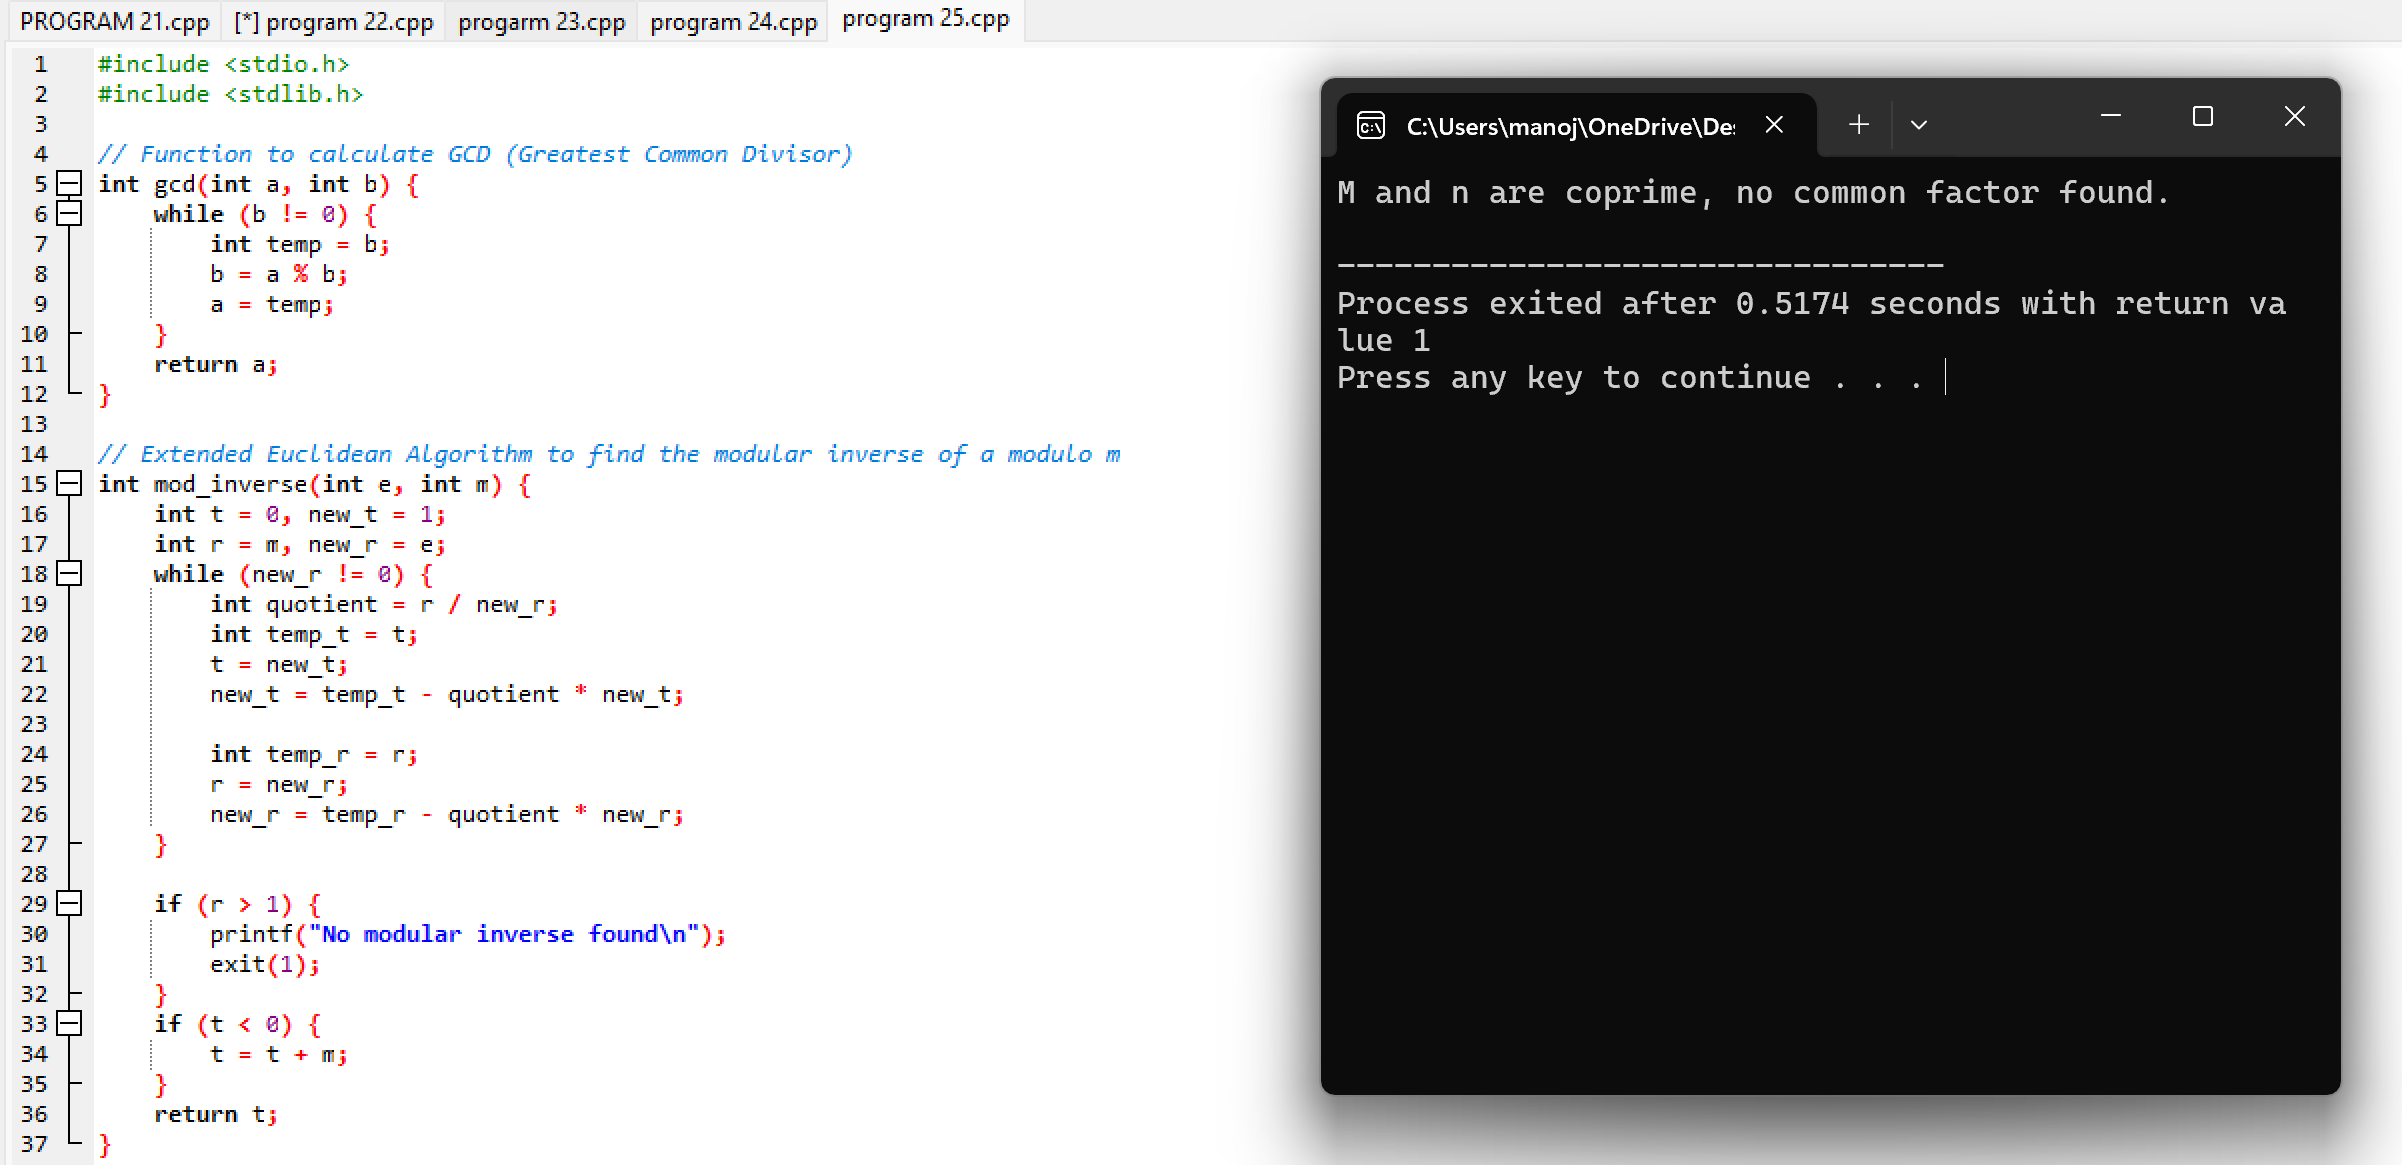 PROGRAM 21.cpp [*] program 22.cpp progarm 23.cpp program 24.cpp program 25.cpp
1 #include <stdio.h>
2 #include <stdlib.h>
3
4 // Function to calculate GCD (Greatest Common Divisor)
5 int gcd(int a, int b) {
6     while (b != 0) {
7         int temp = b;
8         b = a % b;
9         a = temp;
10     }
11     return a;
12 }
13
14 // Extended Euclidean Algorithm to find the modular inverse of a modulo m
15 int mod_inverse(int e, int m) {
16     int t = 0, new_t = 1;
17     int r = m, new_r = e;
18     while (new_r != 0) {
19         int quotient = r / new_r;
20         int temp_t = t;
21         t = new_t;
22         new_t = temp_t - quotient * new_t;
23
24         int temp_r = r;
25         r = new_r;
26         new_r = temp_r - quotient * new_r;
27     }
28
29     if (r > 1) {
30         printf("No modular inverse found\n");
31         exit(1);
32     }
33     if (t < 0) {
34         t = t + m;
35     }
36     return t;
37 }
C:\Users\manoj\OneDrive\De
M and n are coprime, no common factor found.
--------------------------------
Process exited after 0.5174 seconds with return va
lue 1
Press any key to continue . . .